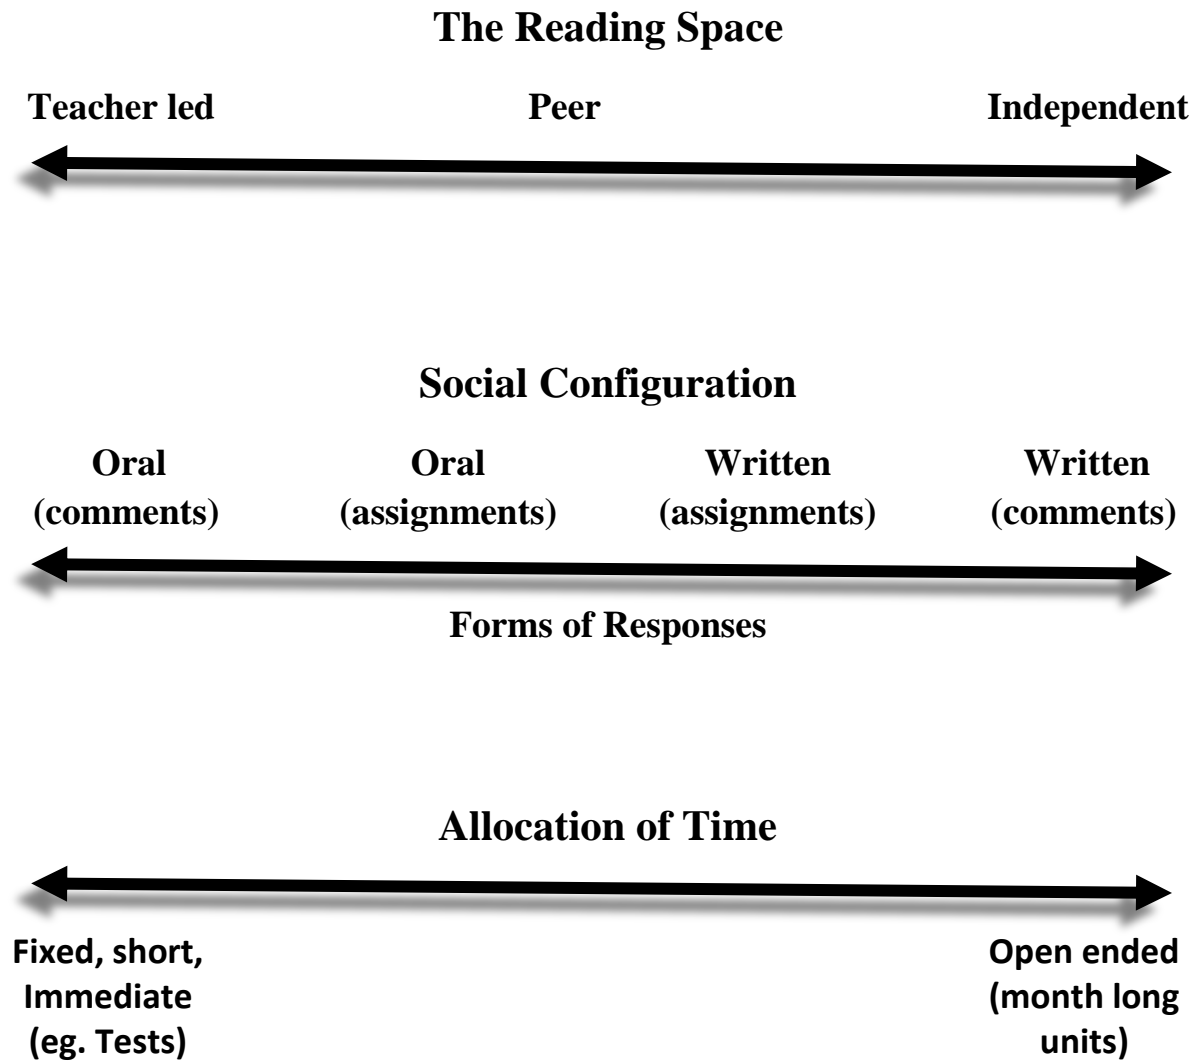 The Reading Space
Teacher led Peer Independent
Social Configuration
Oral Oral Written Written
(comments) (assignments) (assignments) (comments)
Forms of Responses
Allocation of Time
Fixed, short, Open ended
Immediate (month long
(eg. Tests) units)